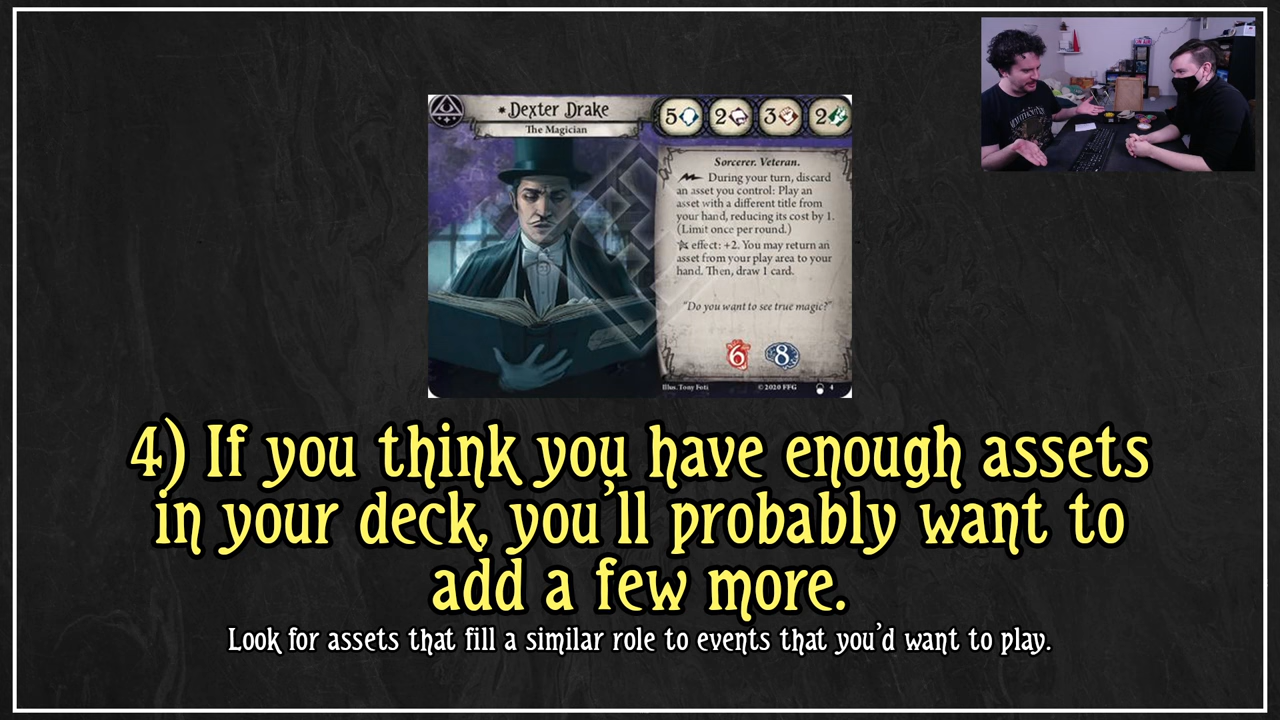 Dexter Drake
The Magician
5 2 3 2
Sorcerer. Veteran.
During your turn, discard
an asset you control: Play an
asset with a different title from
your hand, reducing its cost by 1.
(Limit once per round.)
effect: +2. You may return an
asset from your play area to your
hand. Then, draw 1 card.
"Do you want to see true magic?"
6 8
Illus. Tony Foti © 2020 FFG 4
4) If you think you have enough assets
in your deck, you'll probably want to
add a few more.
Look for assets that fill a similar role to events that you'd want to play.